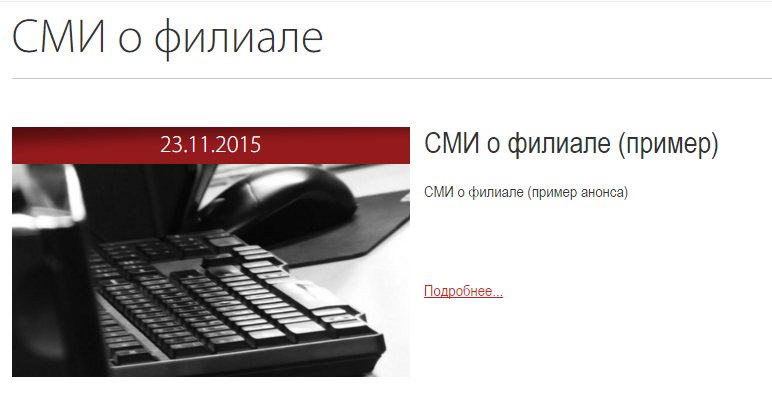 СМИ о филиале
23.11.2015
СМИ о филиале (пример)
СМИ о филиале (пример анонса)
Подробнее...